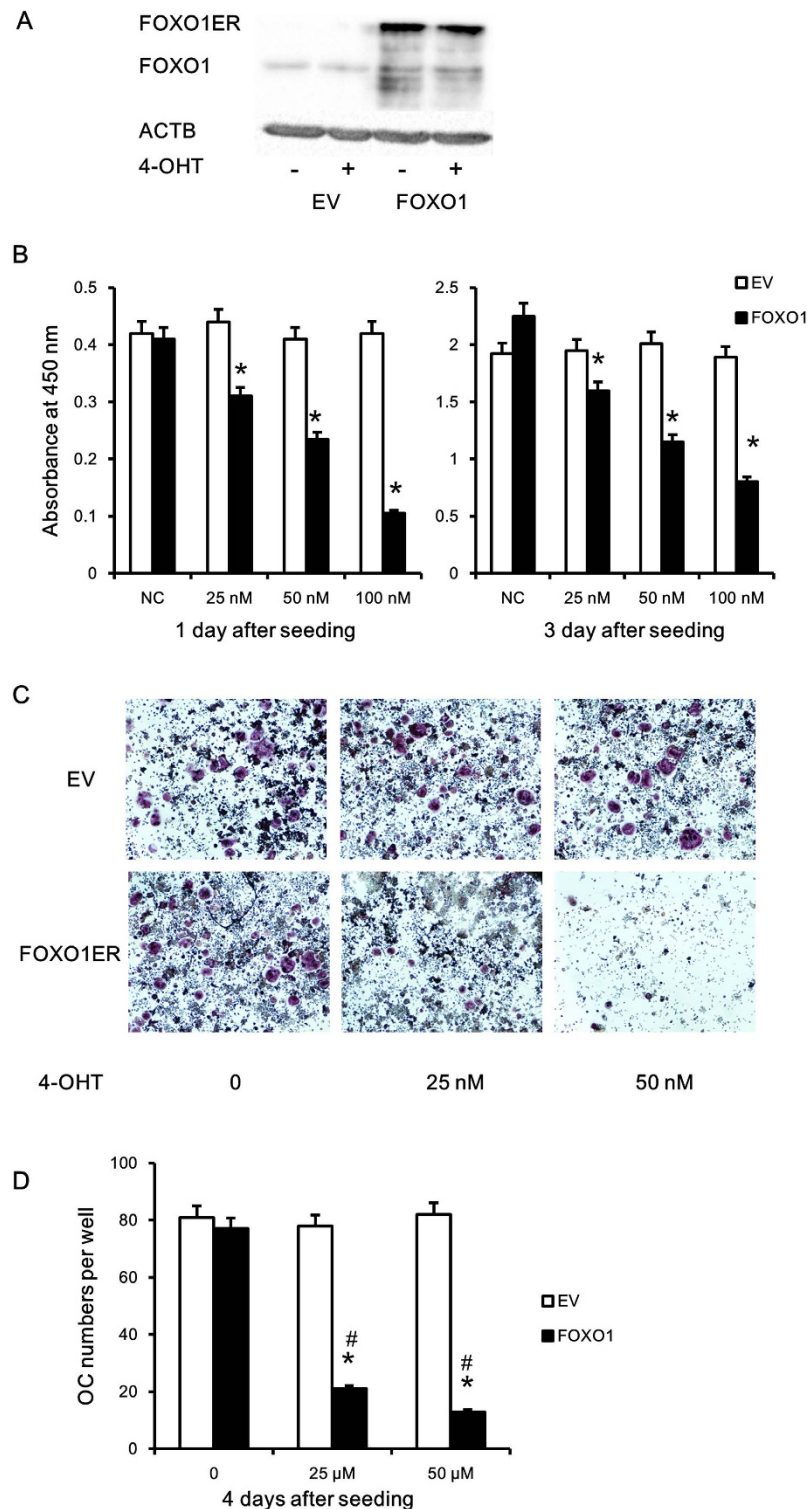 A
FOXO1ER
FOXO1
ACTB
4-OHT - + - +
EV FOXO1
B
Absorbance at 450 nm
0.5
0.4
0.3
0.2
0.1
0
* * *
NC 25 nM 50 nM 100 nM
1 day after seeding
2.5
2
1.5
1
0.5
0
* * *
NC 25 nM 50 nM 100 nM
3 day after seeding
EV
FOXO1
C
EV
FOXO1ER
4-OHT 0 25 nM 50 nM
D
OC numbers per well
100
80
60
40
20
0
# #
* *
0 25 µM 50 µM
4 days after seeding
EV
FOXO1